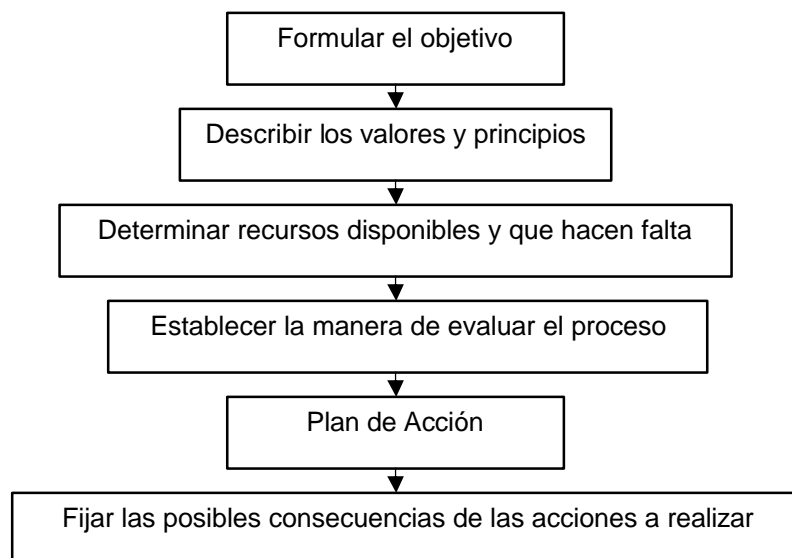 Formular el objetivo
Describir los valores y principios
Determinar recursos disponibles y que hacen falta
Establecer la manera de evaluar el proceso
Plan de Acción
Fijar las posibles consecuencias de las acciones a realizar